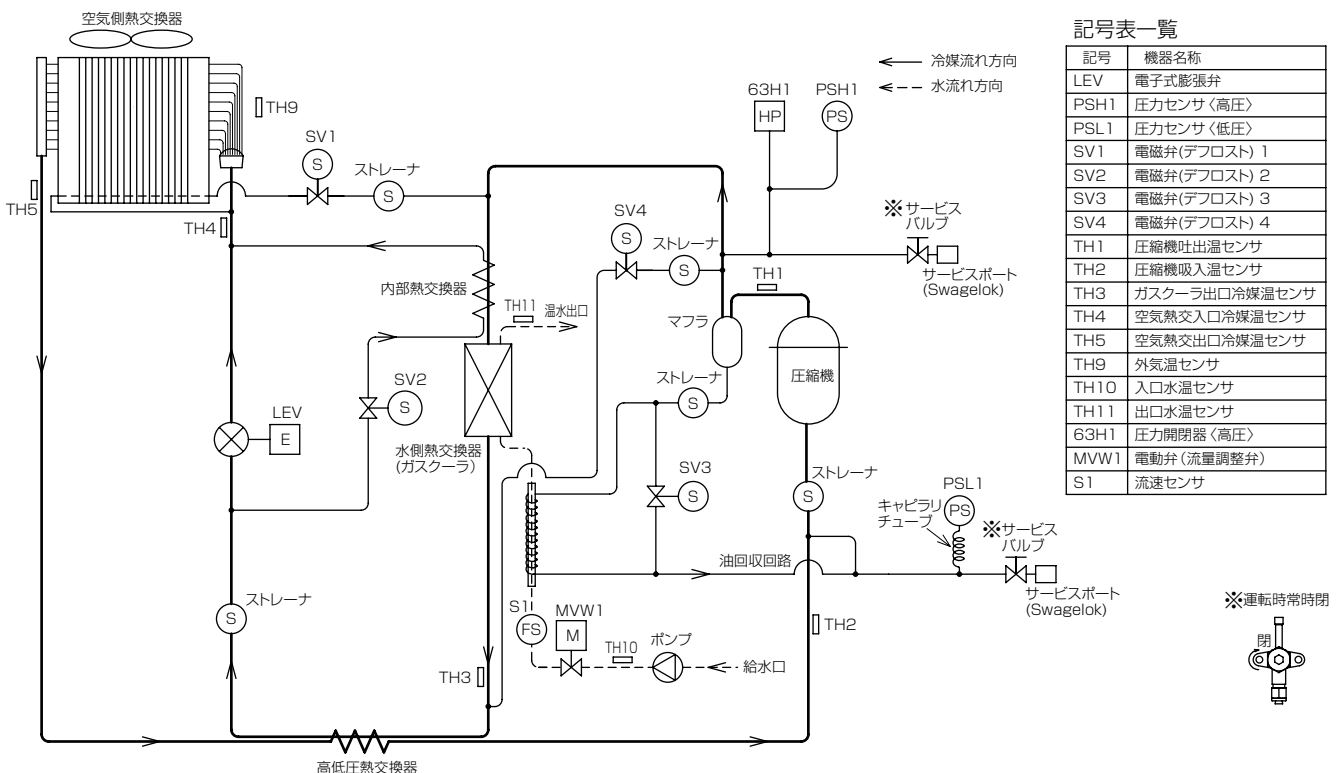 空気側熱交換器
TH9
SV1
S
ストレーナ
S
TH5
TH4
冷媒流れ方向
水流れ方向
63H1
HP
PSH1
PS
※サービス
バルブ
サービスポート
(Swagelok)
SV4
S
ストレーナ
S
TH1
マフラ
圧縮機
内部熱交換器
TH11
温水出口
SV2
S
LEV
E
水側熱交換器
(ガスクーラ)
ストレーナ
S
SV3
S
ストレーナ
S
キャピラリ
チューブ
PSL1
PS
※サービス
バルブ
サービスポート
(Swagelok)
油回収回路
ストレーナ
S
S1
FS
MVW1
M
TH10
ポンプ
給水口
TH2
TH3
高低圧熱交換器
記号表一覧
記号 機器名称
LEV 電子式膨張弁
PSH1 圧力センサ〈高圧〉
PSL1 圧力センサ〈低圧〉
SV1 電磁弁(デフロスト) 1
SV2 電磁弁(デフロスト) 2
SV3 電磁弁(デフロスト) 3
SV4 電磁弁(デフロスト) 4
TH1 圧縮機吐出温センサ
TH2 圧縮機吸入温センサ
TH3 ガスクーラ出口冷媒温センサ
TH4 空気熱交入口冷媒温センサ
TH5 空気熱交出口冷媒温センサ
TH9 外気温センサ
TH10 入口水温センサ
TH11 出口水温センサ
63H1 圧力開閉器〈高圧〉
MVW1 電動弁(流量調整弁)
S1 流速センサ
※運転時常時閉
閉